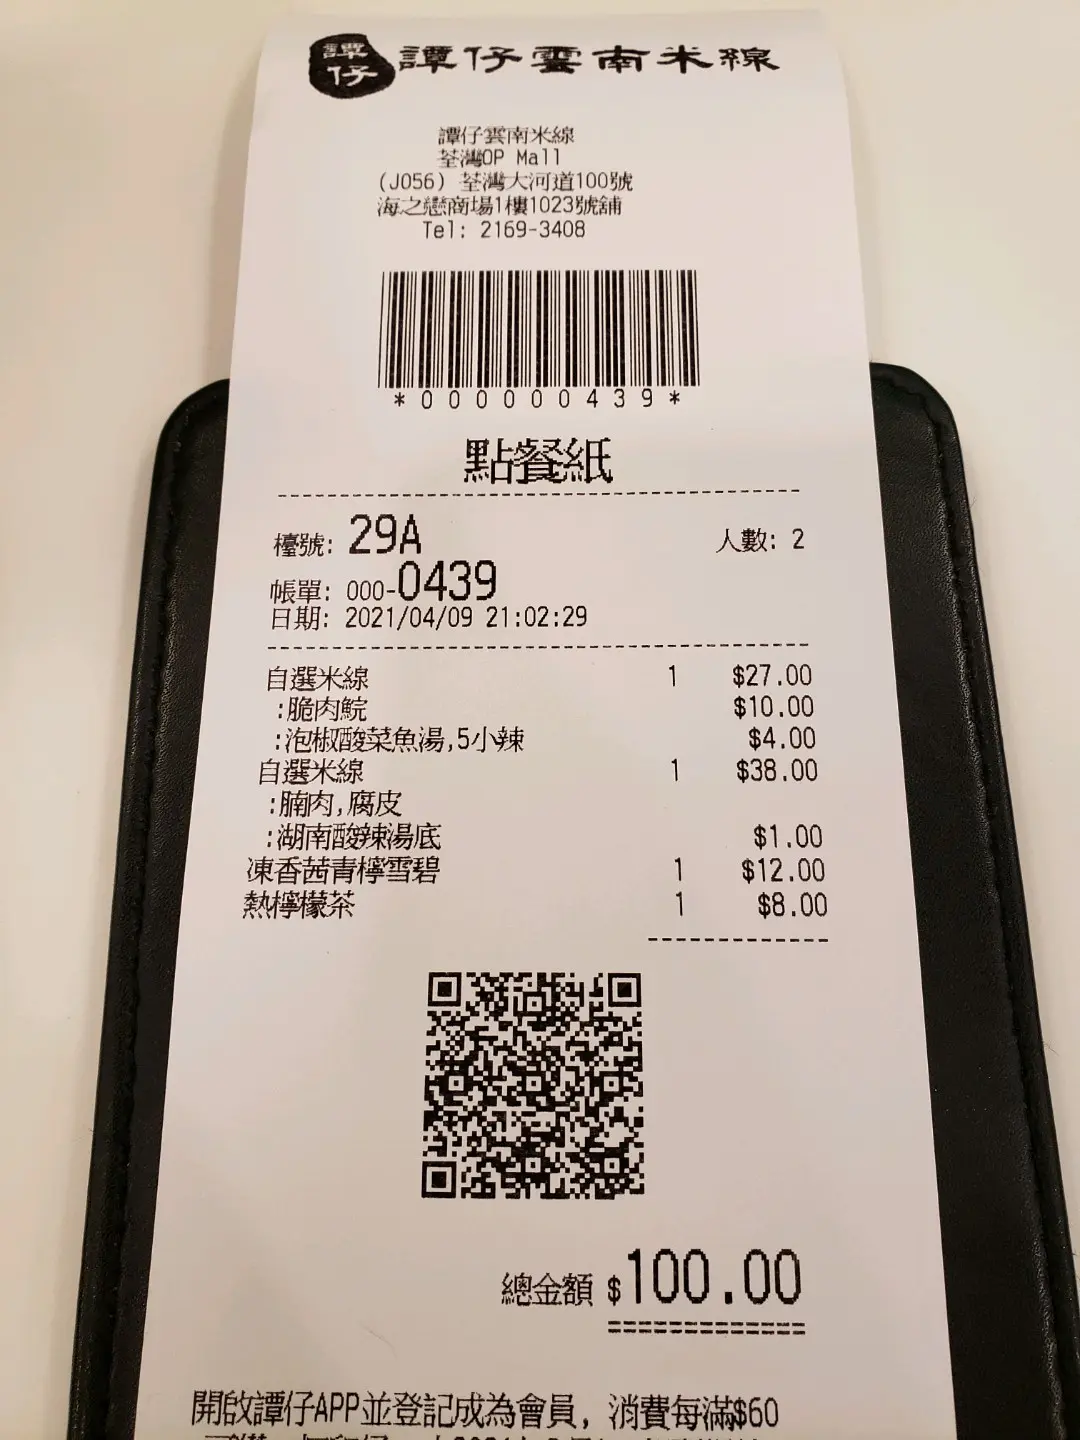 譚仔 譚仔雲南米線
譚仔雲南米線
荃灣OP Mall
(J056) 荃灣大河道100號
海之戀商場1樓1023號舖
Tel: 2169-3408
*000000439*
點餐紙
檯號: 29A 人數: 2
帳單: 000-0439
日期: 2021/04/09 21:02:29
自選米線 1 $27.00
:脆肉鯇 $10.00
:泡椒酸菜魚湯,5小辣 $4.00
自選米線 1 $38.00
:腩肉,腐皮
:湖南酸辣湯底 $1.00
凍香茜青檸雪碧 1 $12.00
熱檸檬茶 1 $8.00
總金額 $100.00
開啟譚仔APP並登記成為會員, 消費每滿$60